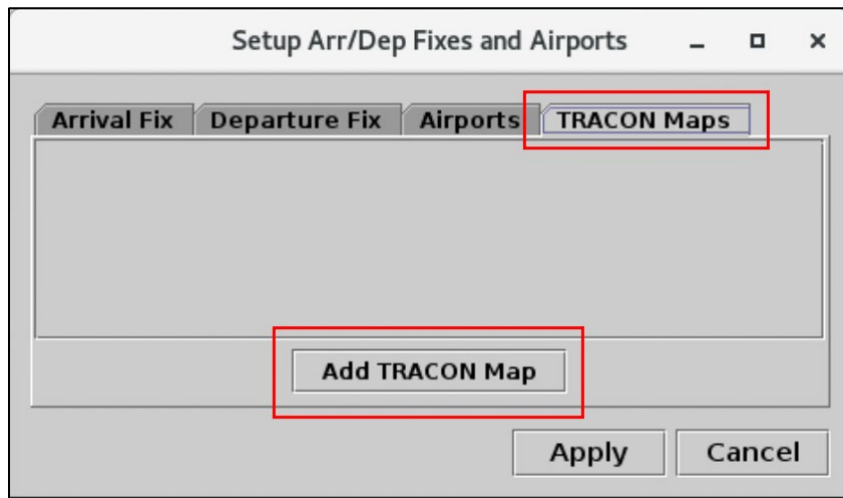 Setup Arr/Dep Fixes and Airports
Arrival Fix Departure Fix Airports TRACON Maps
Add TRACON Map
Apply Cancel